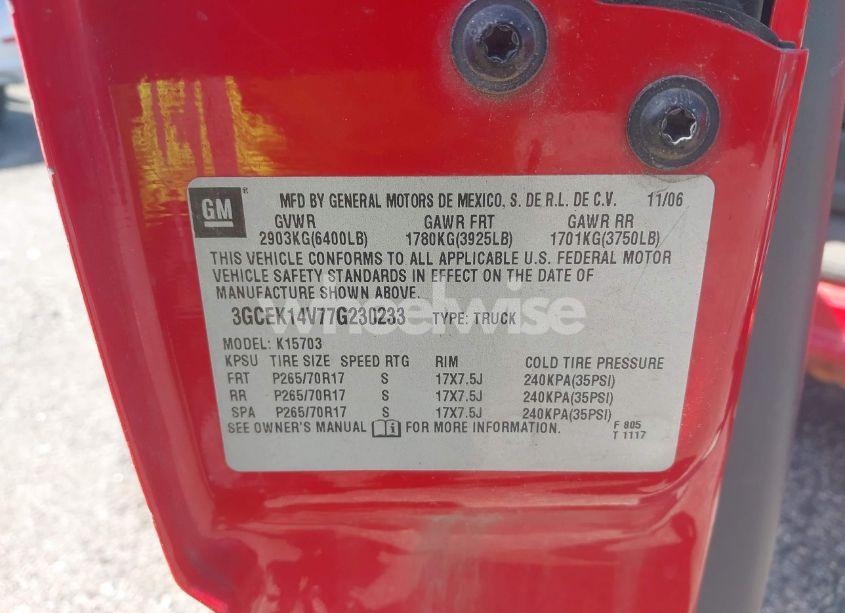 GM ® MFD BY GENERAL MOTORS DE MEXICO, S. DE R.L. DE C.V. 11/06
GVWR GAWR FRT GAWR RR
2903KG(6400LB) 1780KG(3925LB) 1701KG(3750LB)
THIS VEHICLE CONFORMS TO ALL APPLICABLE U.S. FEDERAL MOTOR
VEHICLE SAFETY STANDARDS IN EFFECT ON THE DATE OF
MANUFACTURE SHOWN ABOVE.
wheelwise
3GCEK14V77G230233 TYPE: TRUCK
MODEL: K15703
KPSU TIRE SIZE SPEED RTG RIM COLD TIRE PRESSURE
FRT P265/70R17 S 17X7.5J 240KPA(35PSI)
RR P265/70R17 S 17X7.5J 240KPA(35PSI)
SPA P265/70R17 S 17X7.5J 240KPA(35PSI)
SEE OWNER'S MANUAL FOR MORE INFORMATION.
F 805
T 1117